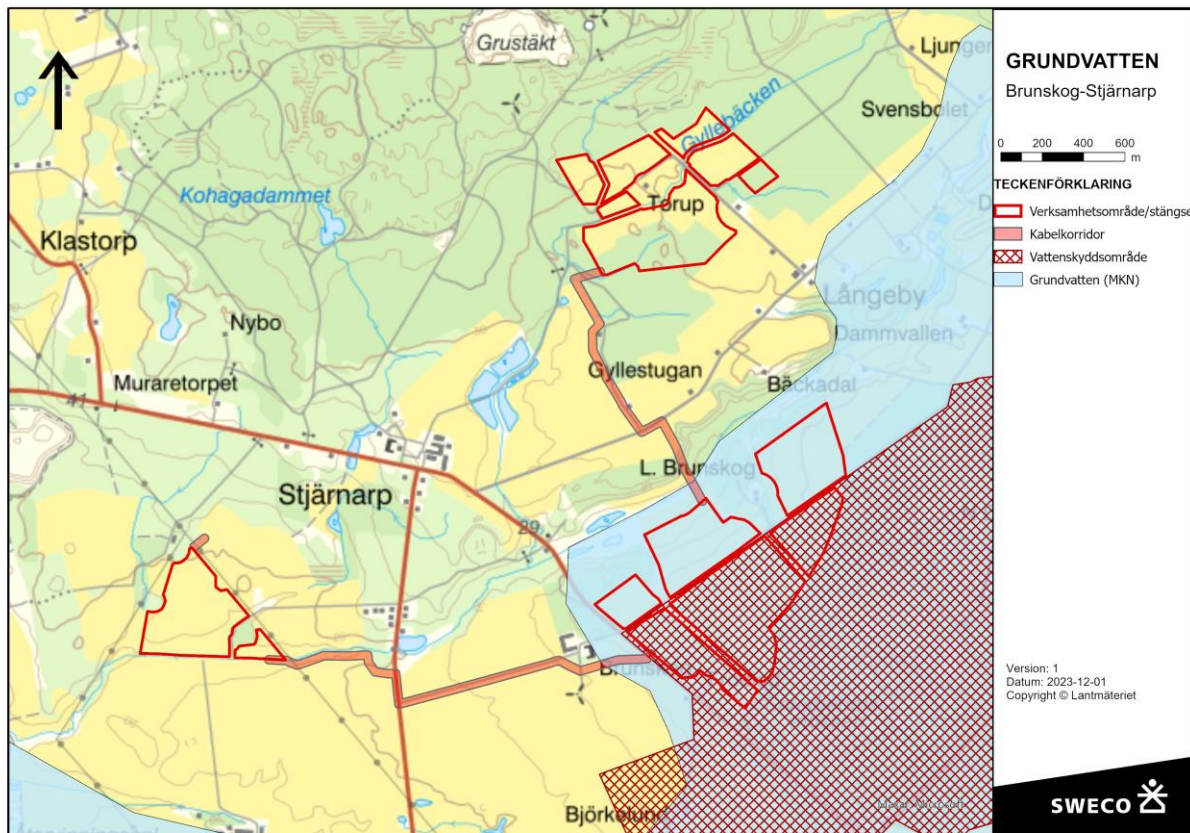 Grustäkt
Ljunger
Svensbolet
Gyllebäcken
Kohagadammet
Torup
Klastorp
Långeby
Dammvallen
Nybo
Gyllestugan
Bäckadal
Muraretorpet
41
L. Brunskog
Stjärnarp
29
Björkelund
GRUNDVATTEN
Brunskog-Stjärnarp
0 200 400 600
m
TECKENFÖRKLARING
Verksamhetsområde/stängse
Kabelkorridor
Vattenskyddsområde
Grundvatten (MKN)
Version: 1
Datum: 2023-12-01
Copyright © Lantmäteriet
SWECO